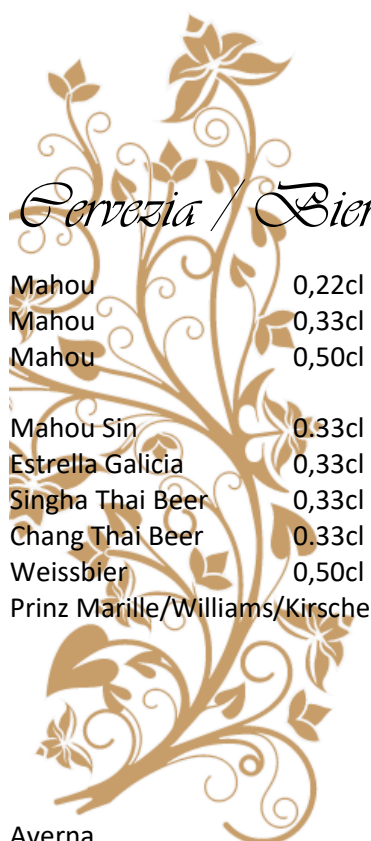 Cervezia / Bier
Mahou 0,22cl
Mahou 0,33cl
Mahou 0,50cl
Mahou Sin 0.33cl
Estrella Galicia 0,33cl
Singha Thai Beer 0,33cl
Chang Thai Beer 0.33cl
Weissbier 0,50cl
Prinz Marille/Williams/Kirsche
Averna